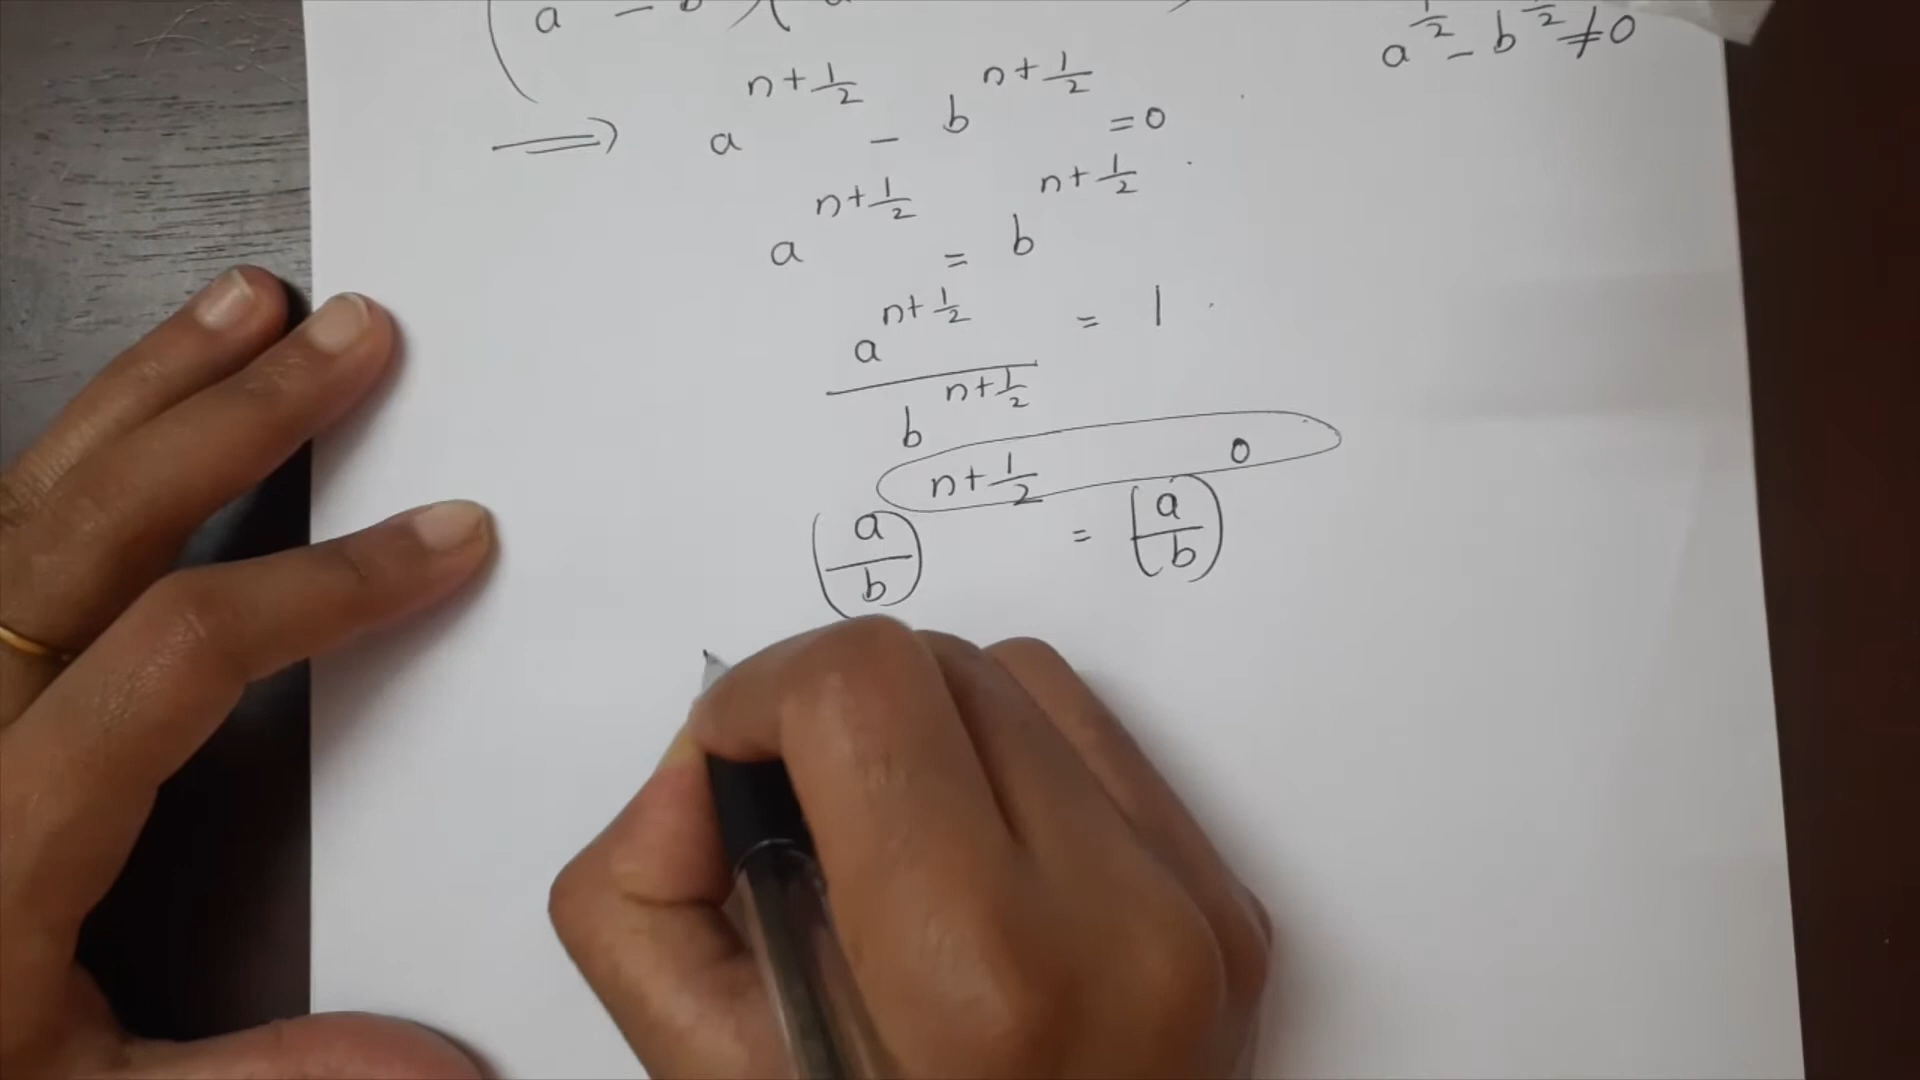 a - b
a^{1/2} - b^{1/2} ≠ 0
⟹ a^{n+1/2} - b^{n+1/2} = 0
a^{n+1/2} = b^{n+1/2}
a^{n+1/2} / b^{n+1/2} = 1
(a/b)^{n+1/2} = (a/b)^0